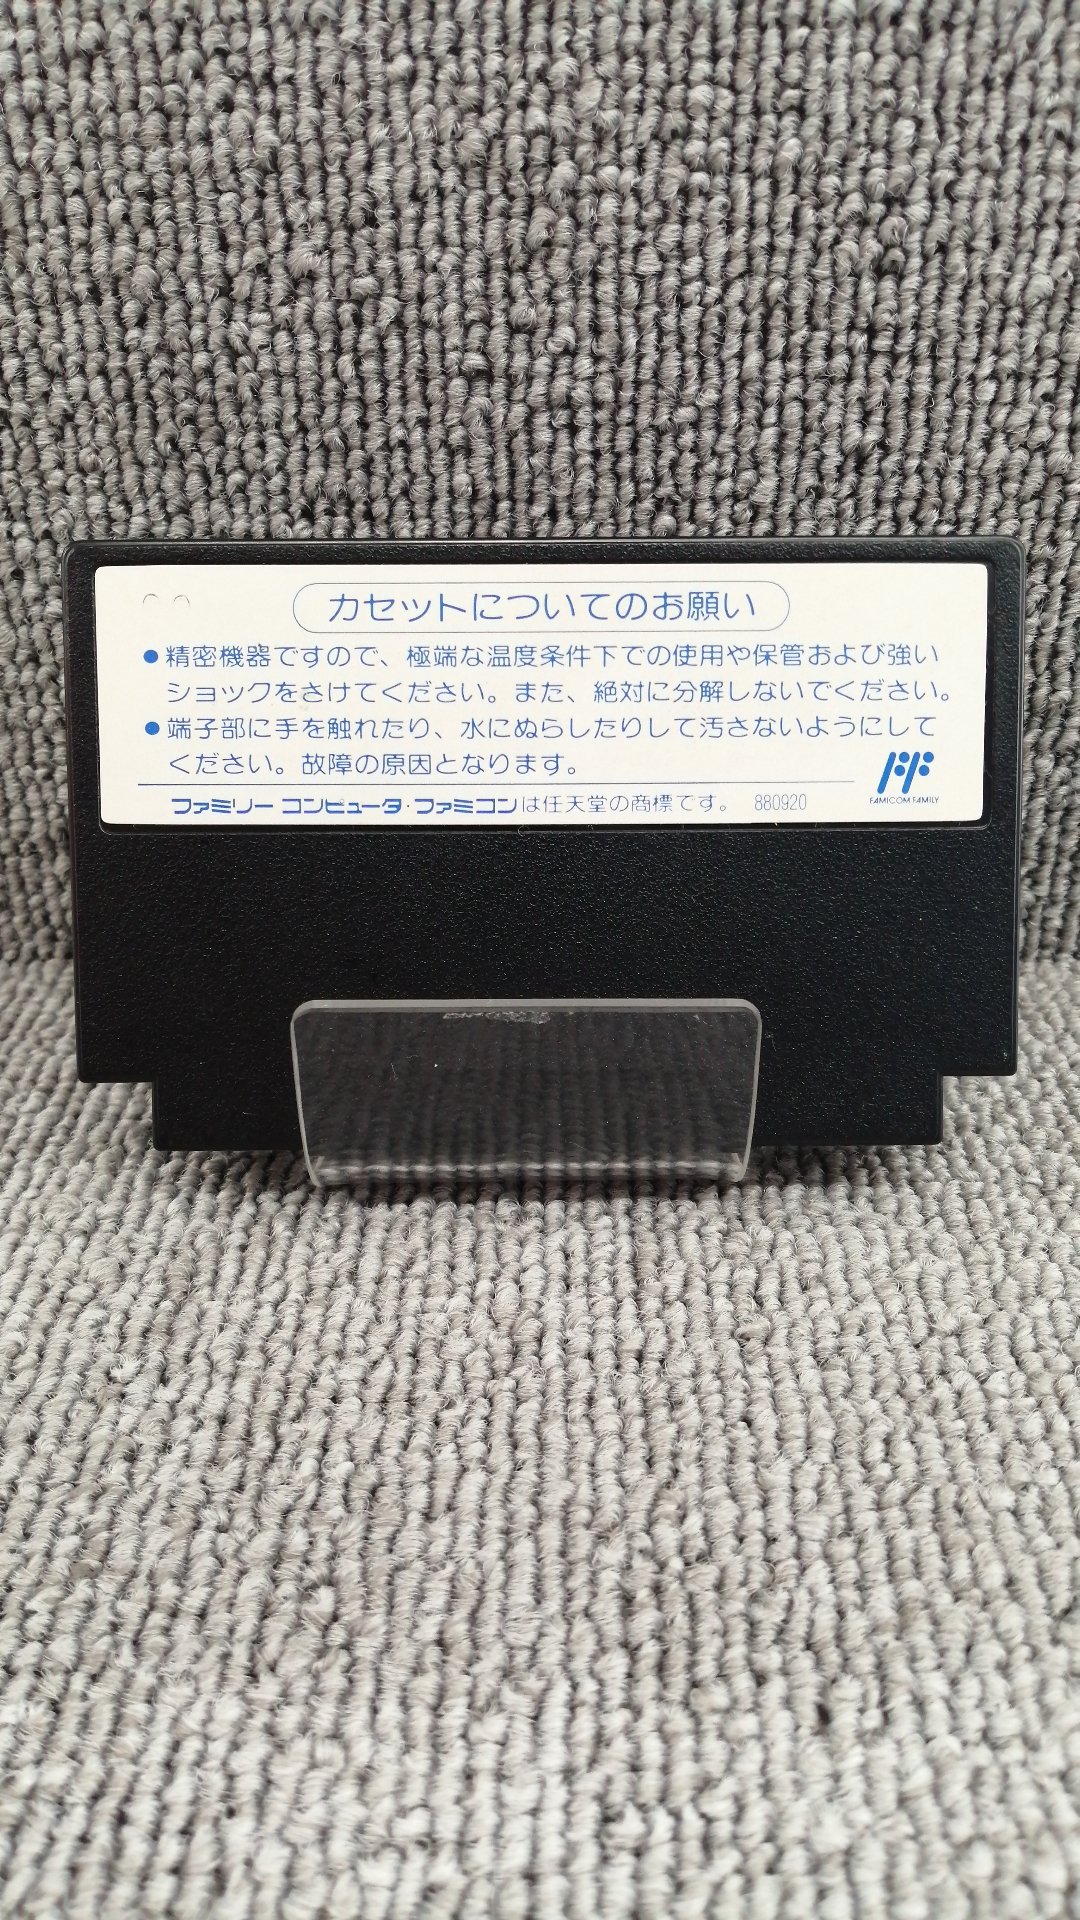 カセットについてのお願い
●精密機器ですので、極端な温度条件下での使用や保管および強い
ショックをさけてください。また、絶対に分解しないでください。
●端子部に手を触れたり、水にぬらしたりして汚さないようにして
ください。故障の原因となります。
FAMICOM FAMILY
ファミリー コンピュータ・ファミコンは任天堂の商標です。 880920